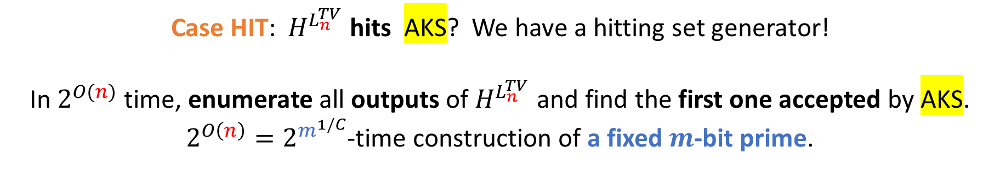 Case HIT: $H^{L_n^{TV}}$ hits AKS? We have a hitting set generator!
In $2^{O(n)}$ time, enumerate all outputs of $H^{L_n^{TV}}$ and find the first one accepted by AKS.
$2^{O(n)} = 2^{m^{1/C}}$-time construction of a fixed $m$-bit prime.